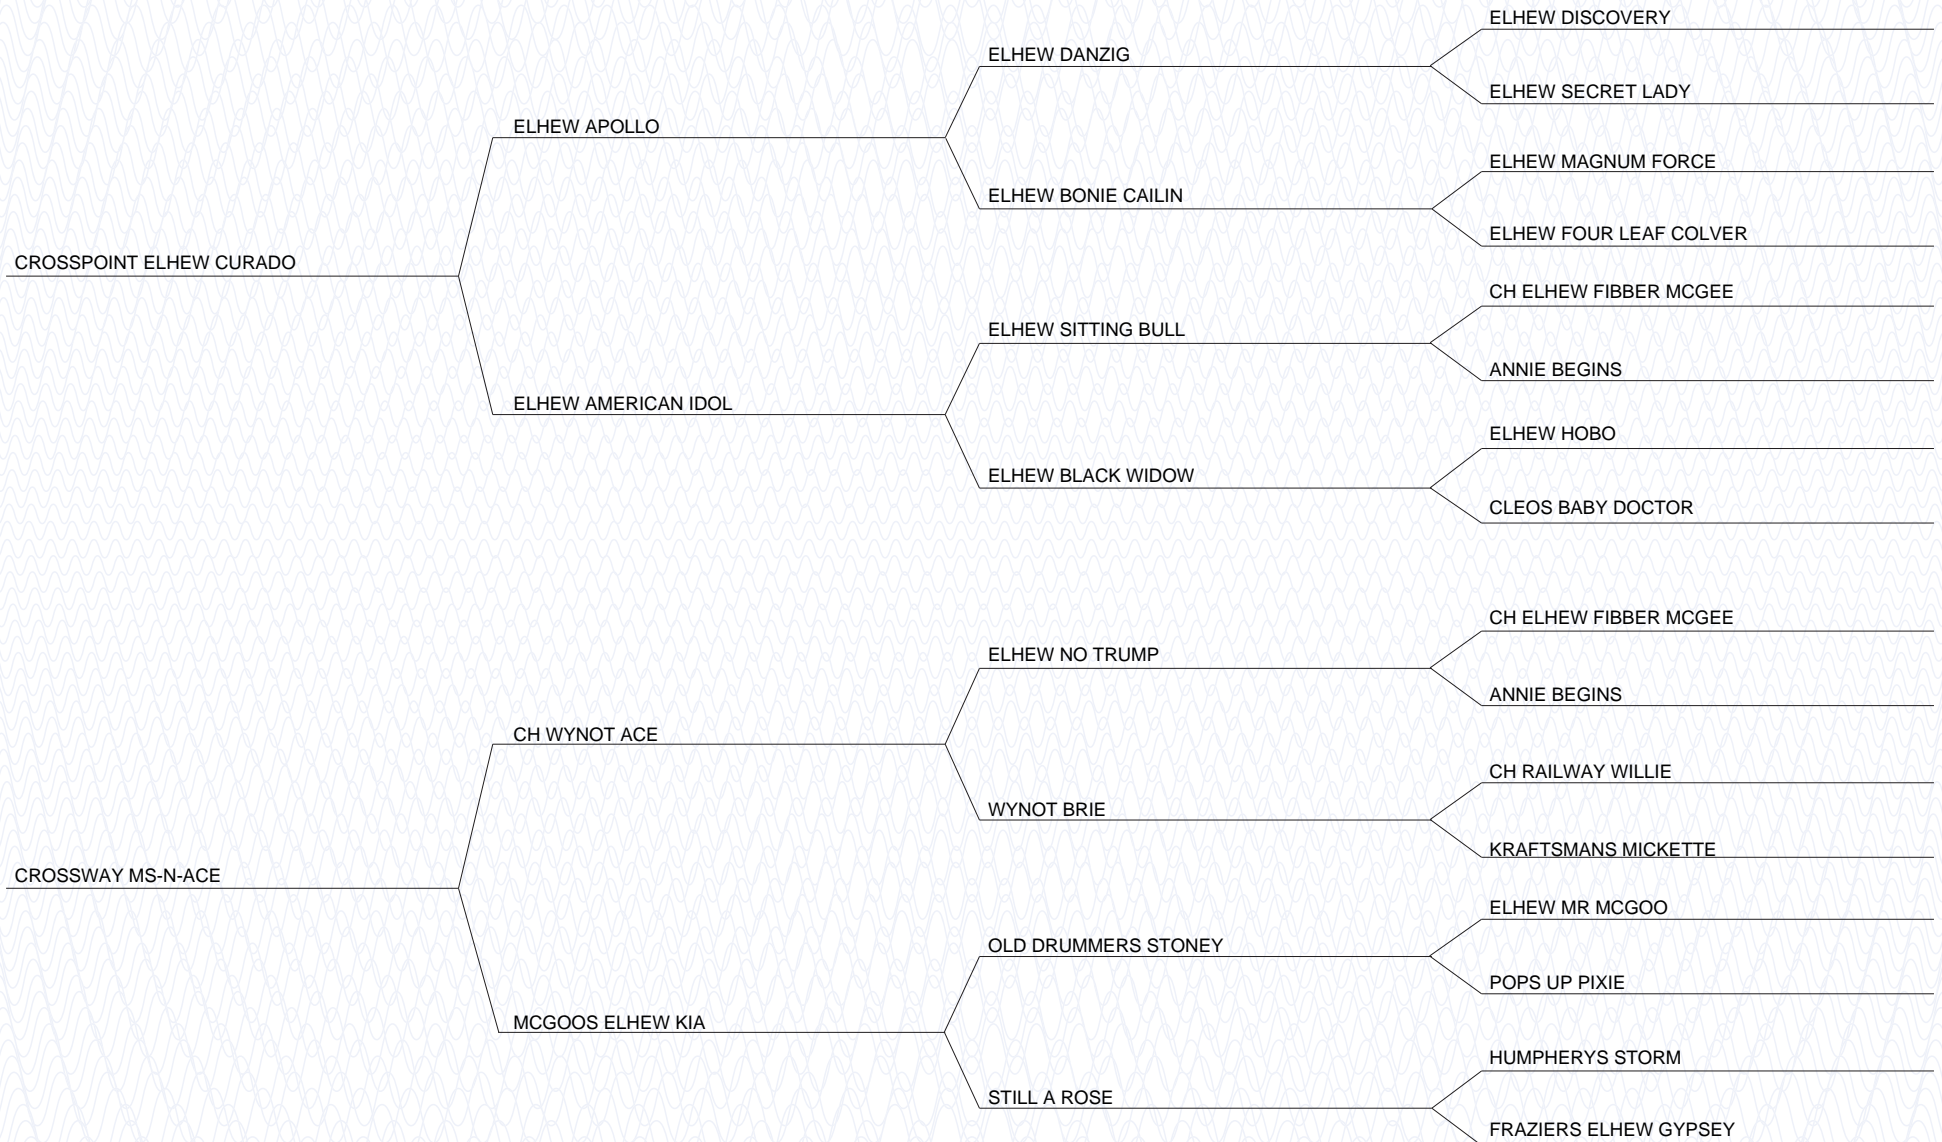 ELHEW DISCOVERY
ELHEW DANZIG
ELHEW SECRET LADY
ELHEW APOLLO
ELHEW MAGNUM FORCE
ELHEW BONIE CAILIN
ELHEW FOUR LEAF COLVER
CROSSPOINT ELHEW CURADO
CH ELHEW FIBBER MCGEE
ELHEW SITTING BULL
ANNIE BEGINS
ELHEW AMERICAN IDOL
ELHEW HOBO
ELHEW BLACK WIDOW
CLEOS BABY DOCTOR
CH ELHEW FIBBER MCGEE
ELHEW NO TRUMP
ANNIE BEGINS
CH WYNOT ACE
CH RAILWAY WILLIE
WYNOT BRIE
KRAFTSMANS MICKETTE
CROSSWAY MS-N-ACE
ELHEW MR MCGOO
OLD DRUMMERS STONEY
POPS UP PIXIE
MCGOOS ELHEW KIA
HUMPHERYS STORM
STILL A ROSE
FRAZIERS ELHEW GYPSEY